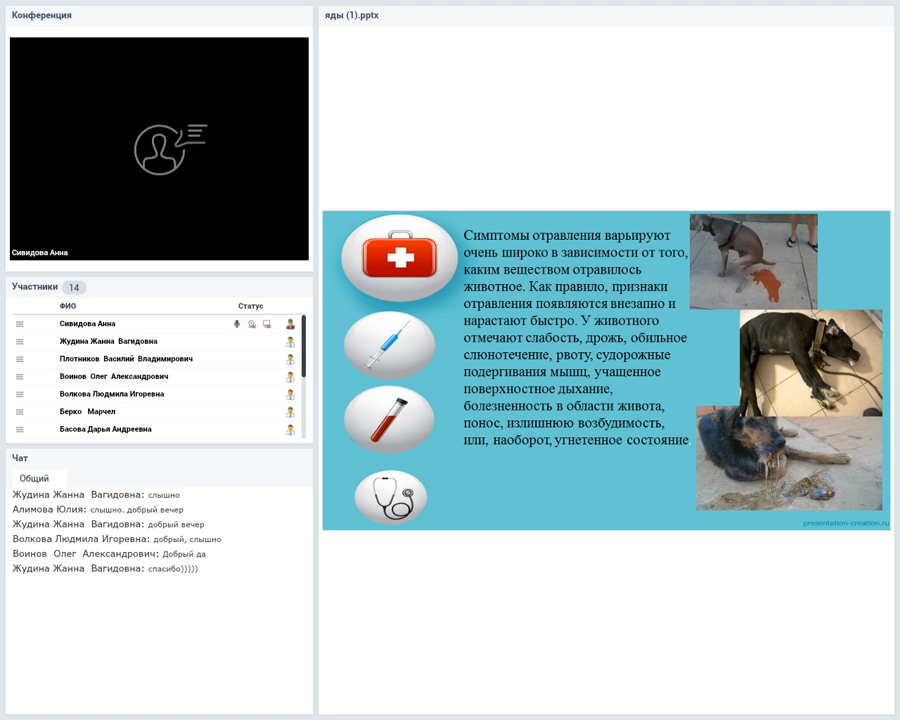 Конференция
Сивидова Анна
Участники 14
ФИО Статус
Сивидова Анна
Жудина Жанна Вагидовна
Плотников Василий Владимирович
Воинов Олег Александрович
Волкова Людмила Игоревна
Берко Марчел
Басова Дарья Андреевна
Чат
Общий
Жудина Жанна Вагидовна: слышно
Алимова Юлия: слышно. добрый вечер
Жудина Жанна Вагидовна: добрый вечер
Волкова Людмила Игоревна: добрый, слышно
Воинов Олег Александрович: Добрый да
Жудина Жанна Вагидовна: спасибо)))))
яды (1).pptx
Симптомы отравления варьируют
очень широко в зависимости от того,
каким веществом отравилось
животное. Как правило, признаки
отравления появляются внезапно и
нарастают быстро. У животного
отмечают слабость, дрожь, обильное
слюнотечение, рвоту, судорожные
подергивания мышц, учащенное
поверхностное дыхание,
болезненность в области живота,
понос, излишнюю возбудимость,
или, наоборот, угнетенное состояние
presentation-creation.ru